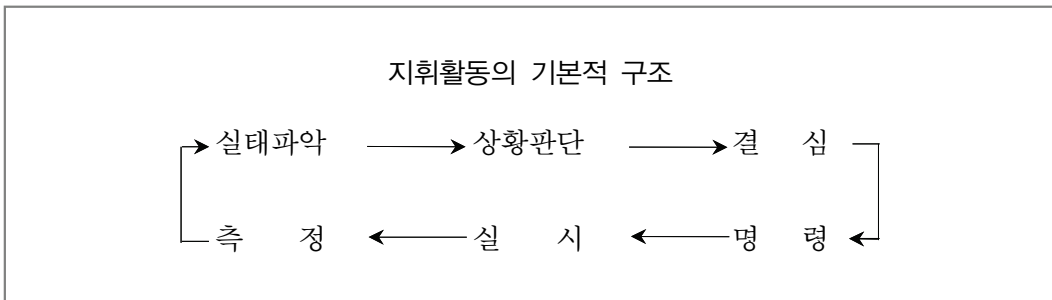 지휘활동의 기본적 구조
실태파악 상황판단 결 심
측 정 실 시 명 령